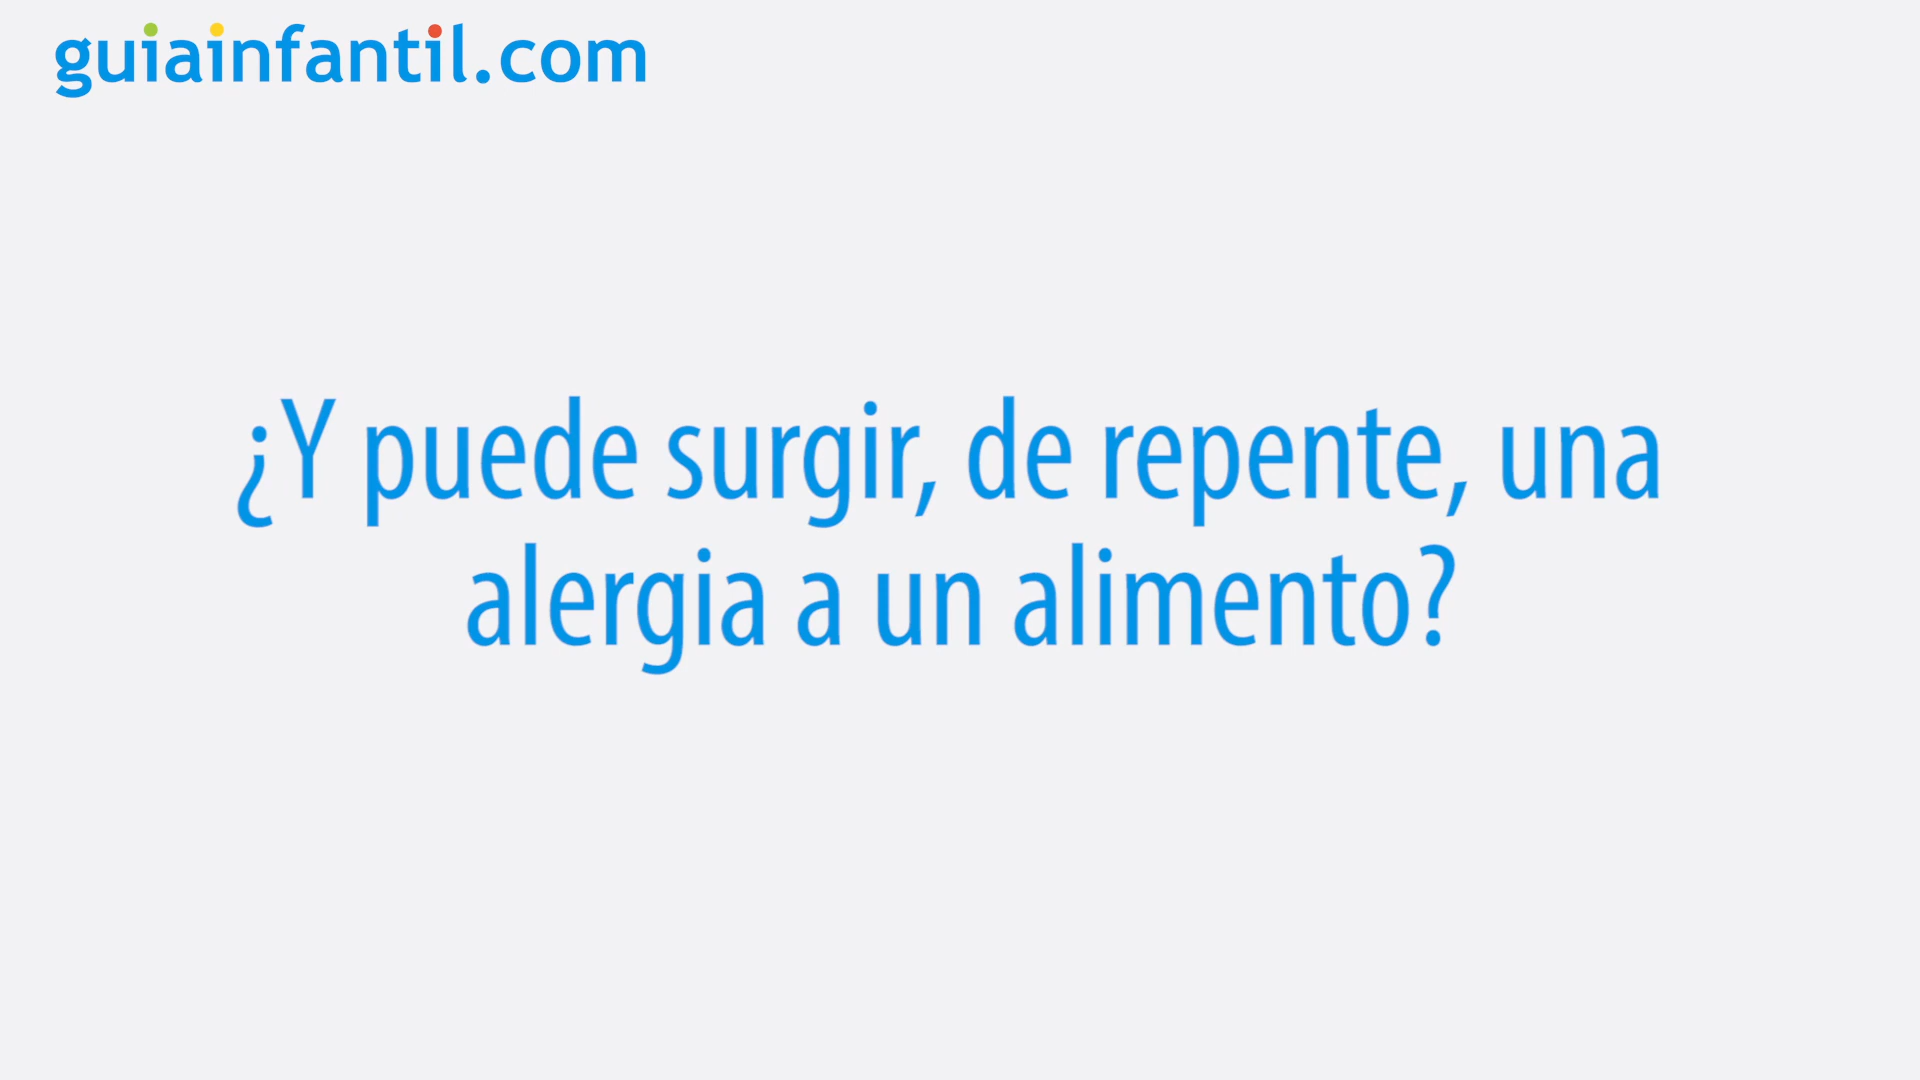 guiainfantil.com
¿Y puede surgir, de repente, una
alergia a un alimento?